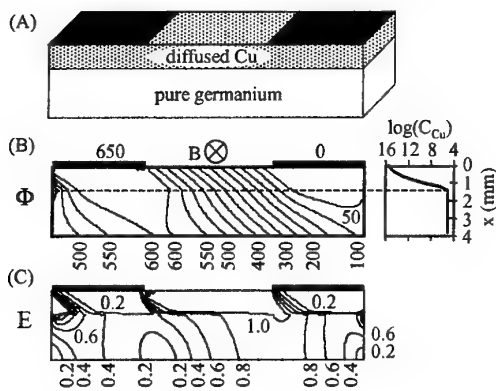 (A)
diffused Cu
pure germanium
log(C_Cu)
16 12 8 4
(B)
650
B
0
0
1
2
3
4
x (mm)
Φ
50
500 550 600 600 550 500 400 300 200 100
(C)
E
0.2
0.2
0.6
1.0
0.6
0.2
0.2 0.4 0.4 0.2 0.4 0.6 0.8 0.8 0.6 0.4 0.2